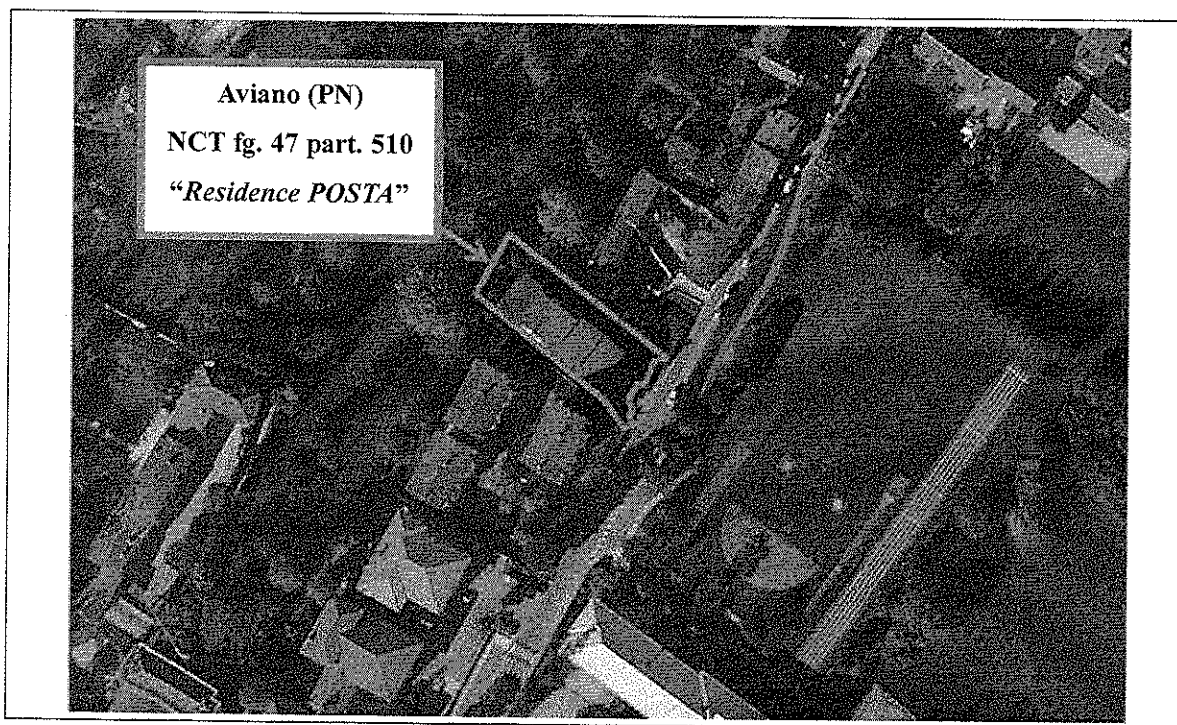 Aviano (PN)
NCT fg. 47 part. 510
“Residence POSTA”